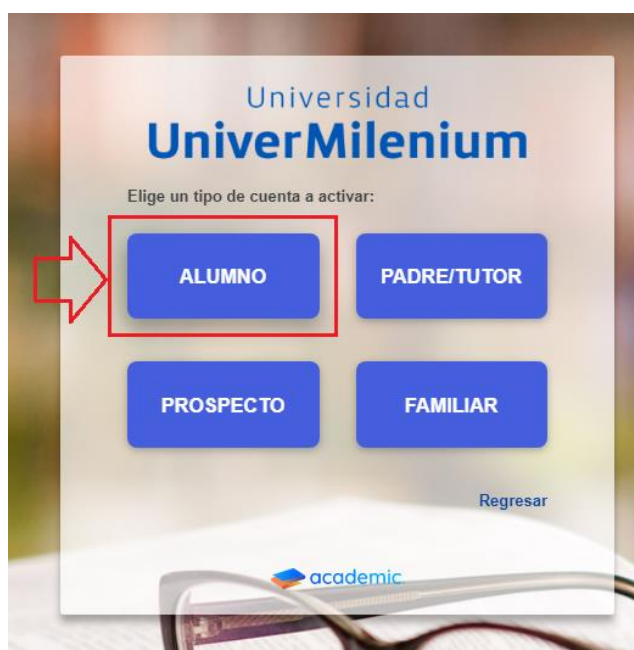 Universidad
UniverMilenium
Elige un tipo de cuenta a activar:
ALUMNO
PADRE/TUTOR
PROSPECTO
FAMILIAR
Regresar
academic